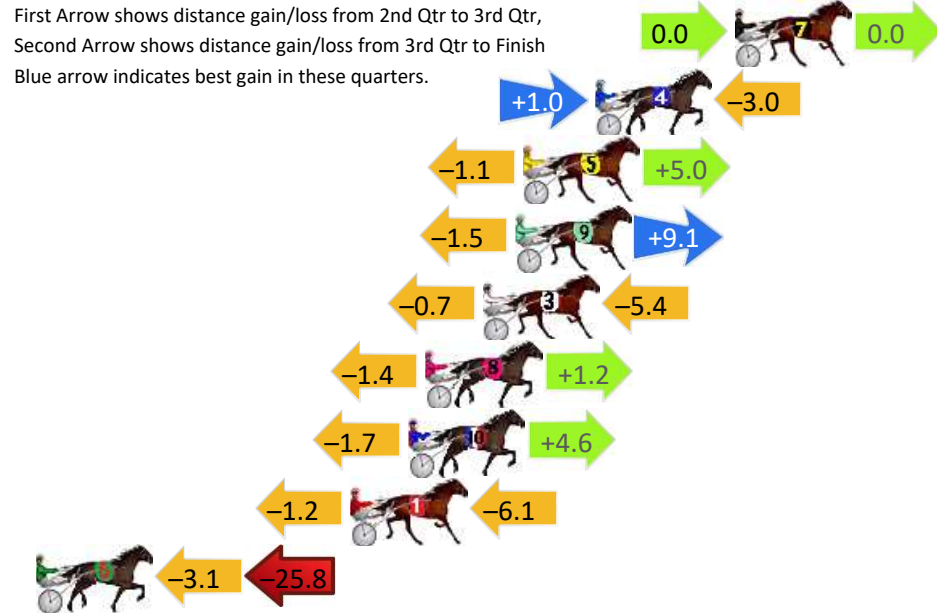 First Arrow shows distance gain/loss from 2nd Qtr to 3rd Qtr,
Second Arrow shows distance gain/loss from 3rd Qtr to Finish
Blue arrow indicates best gain in these quarters.
0.0 7 0.0
+1.0 4 –3.0
–1.1 5 +5.0
–1.5 9 +9.1
–0.7 3 –5.4
–1.4 8 +1.2
–1.7 10 +4.6
–1.2 1 –6.1
6 –3.1 –25.8